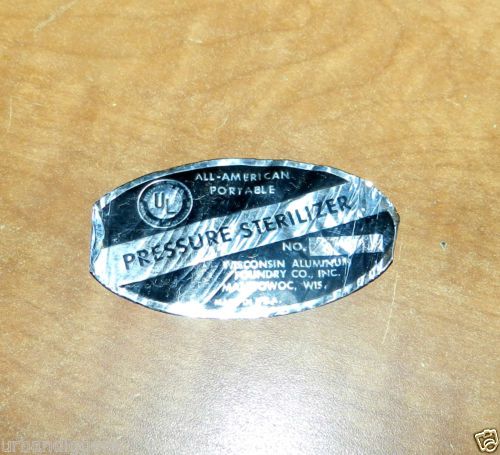 UL
ALL-AMERICAN
PORTABLE
PRESSURE STERILIZER
NO.
WISCONSIN ALUMINUM
FOUNDRY CO., INC.
MANITOWOC, WIS.
MADE IN U.S.A.